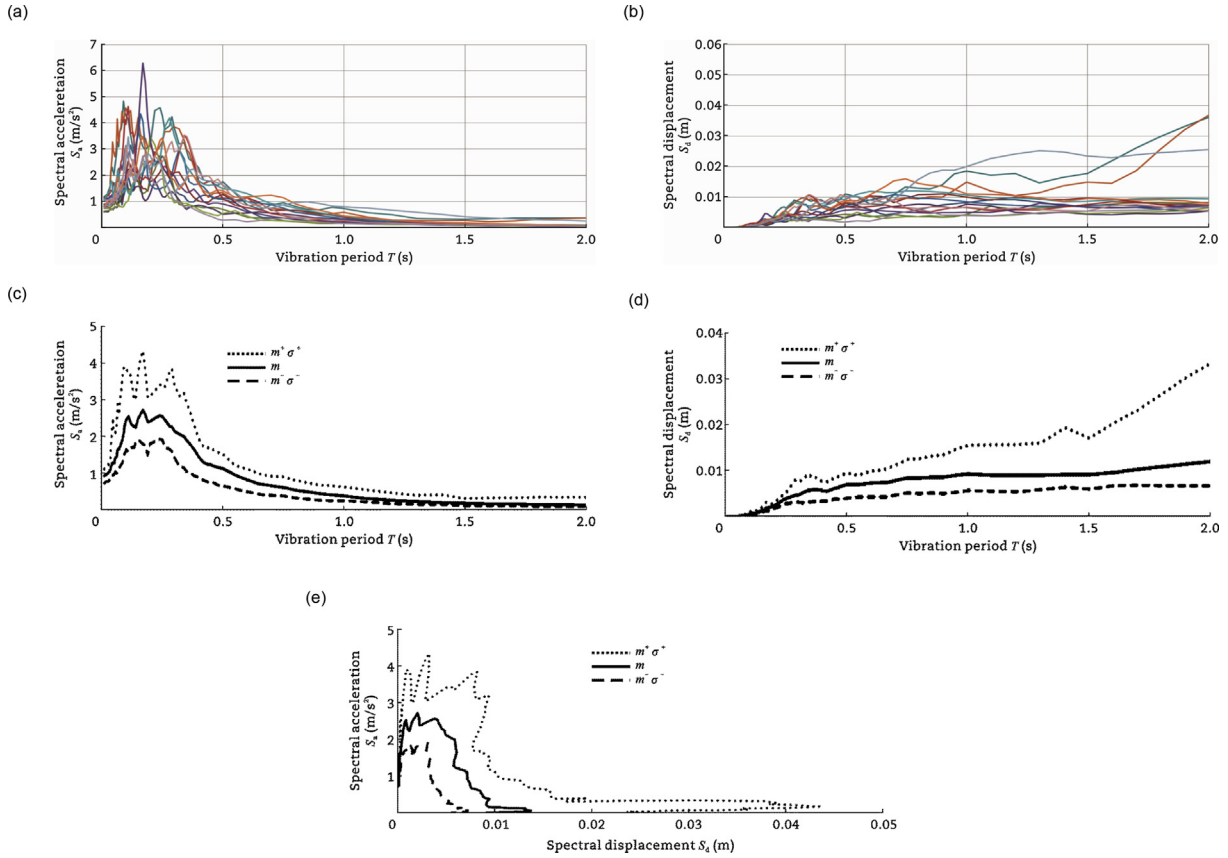 (a)
(b)
Spectral acceleretaion
Sₐ (m/s²)
7
6
5
4
3
2
1
0
0.5
1.0
1.5
2.0
Vibration period T (s)
Spectral displacement
S_d (m)
0.06
0.05
0.04
0.03
0.02
0.01
0
0.5
1.0
1.5
2.0
Vibration period T (s)
(c)
(d)
Spectral acceleretaion
Sₐ (m/s²)
5
4
3
2
1
0
0.5
1.0
1.5
2.0
m⁺ σ⁺
m
m⁻ σ⁻
Vibration period T (s)
Spectral displacement
S_d (m)
0.04
0.03
0.02
0.01
0
0.5
1.0
1.5
2.0
m⁺ σ⁺
m
m⁻ σ⁻
Vibration period T (s)
(e)
Spectral acceleration
Sₐ (m/s²)
5
4
3
2
1
0
0.01
0.02
0.03
0.04
0.05
m⁺ σ⁺
m
m⁻ σ⁻
Spectral displacement S_d (m)